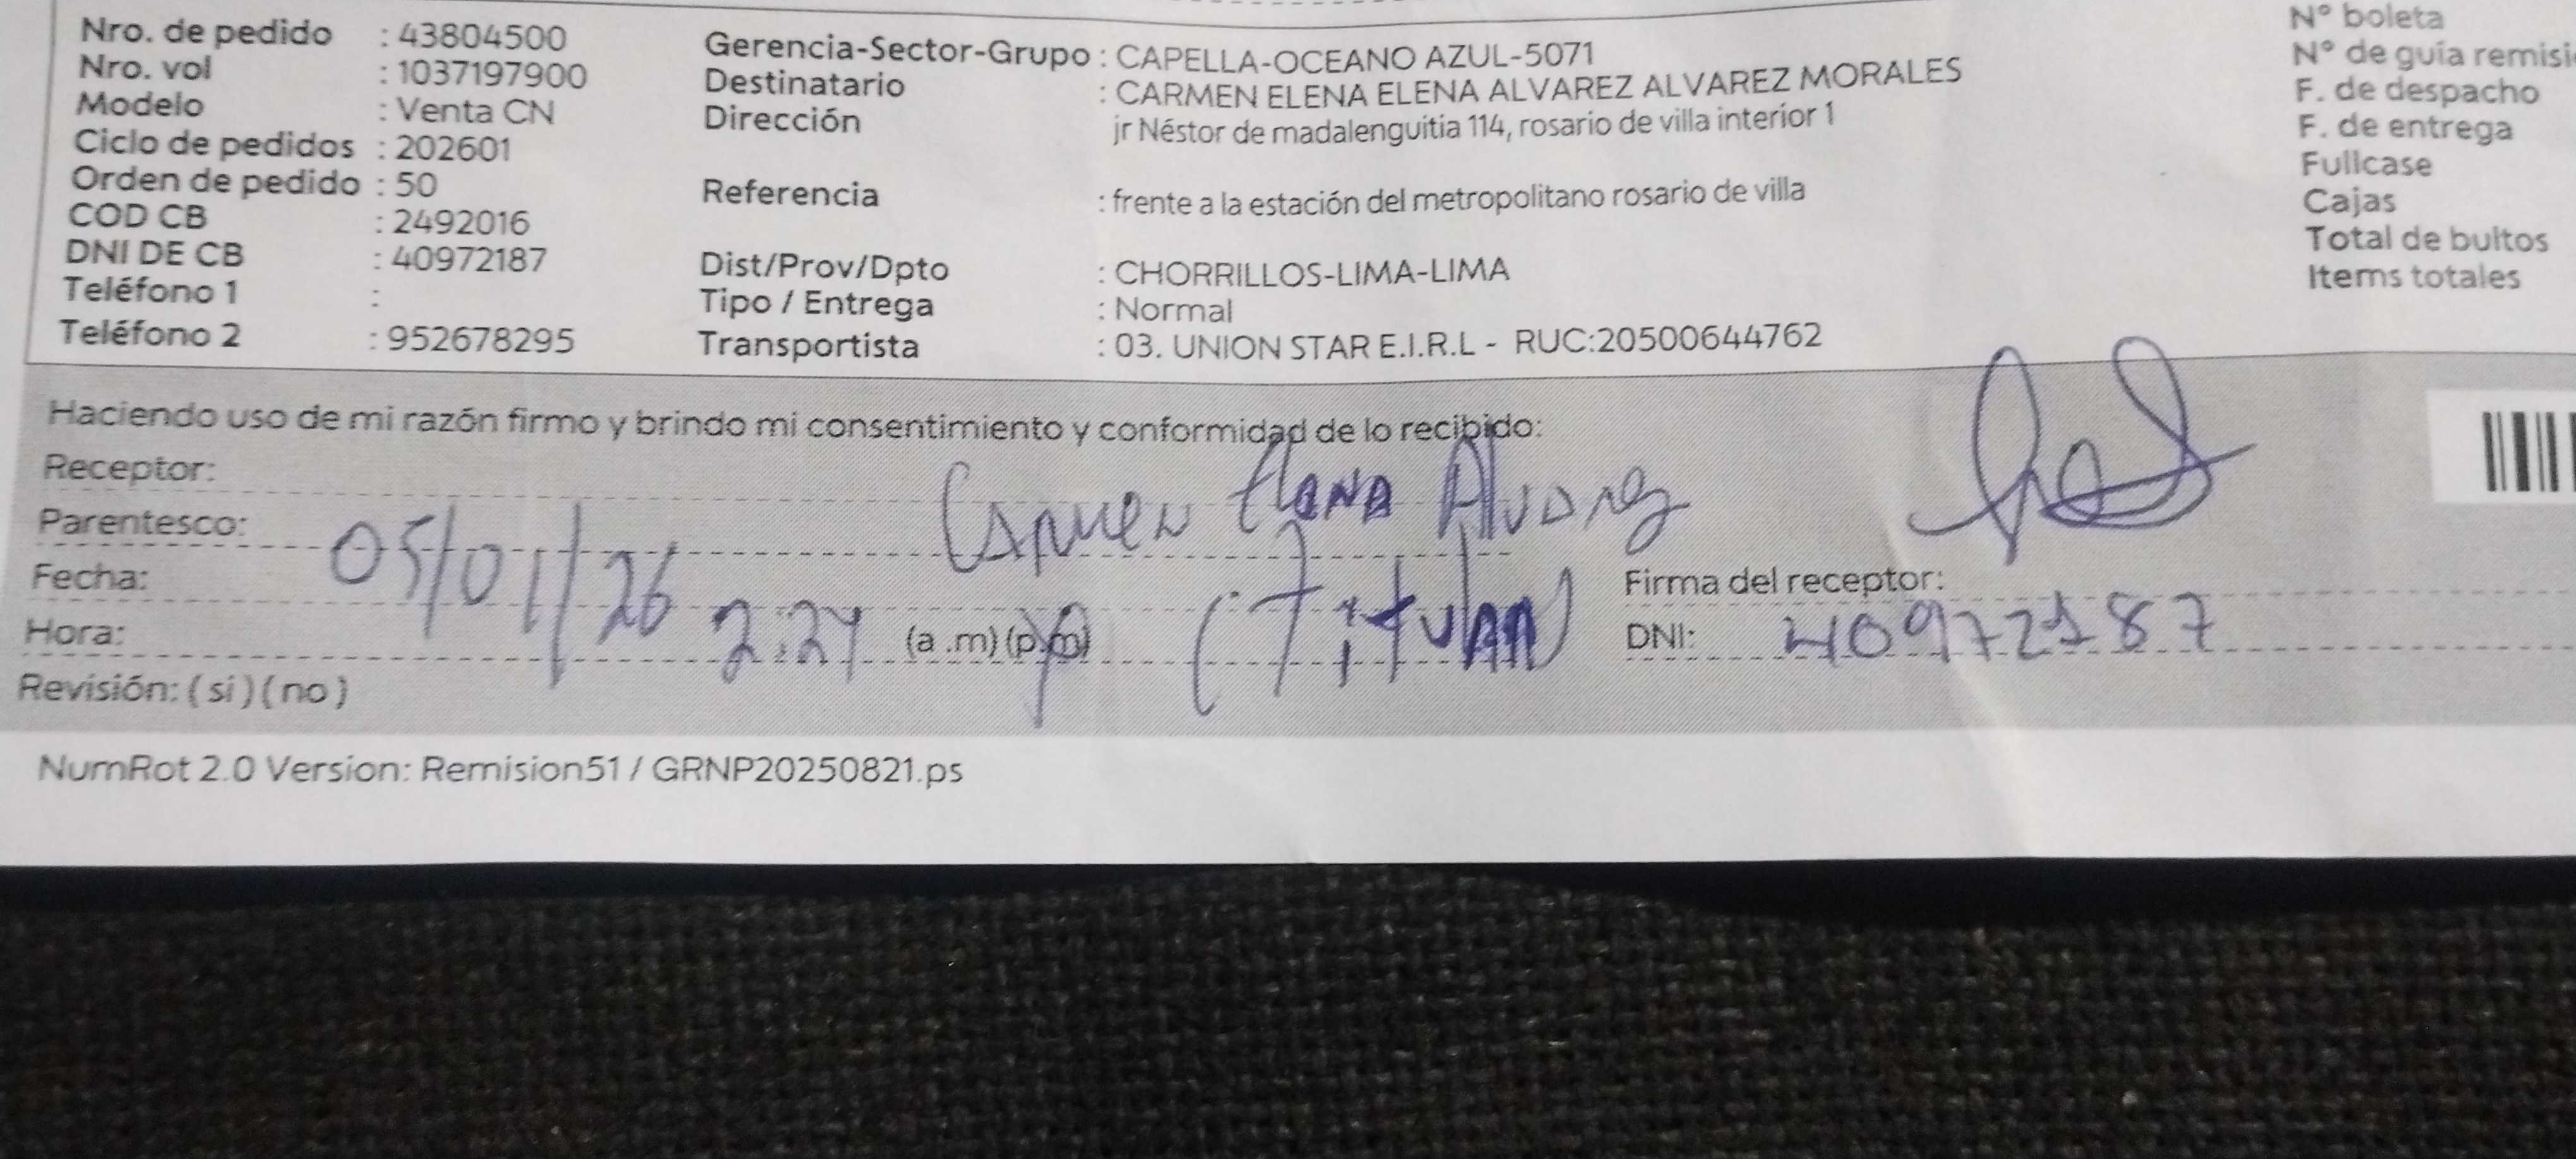 Nro. de pedido : 43804500
Nro. vol : 1037197900
Modelo : Venta CN
Ciclo de pedidos : 202601
Orden de pedido : 50
COD CB : 2492016
DNI DE CB : 40972187
Teléfono 1 :
Teléfono 2 : 952678295
Gerencia-Sector-Grupo : CAPELLA-OCEANO AZUL-5071
Destinatario : CARMEN ELENA ELENA ALVAREZ ALVAREZ MORALES
Dirección jr Néstor de madalenguitia 114, rosario de villa interior 1
Referencia : frente a la estación del metropolitano rosario de villa
Dist/Prov/Dpto : CHORRILLOS-LIMA-LIMA
Tipo / Entrega : Normal
Transportista : 03. UNION STAR E.I.R.L - RUC:20500644762
N° boleta
N° de guía
F. de despacho
F. de entrega
Fullcase
Cajas
Total de bultos
Items totales
Haciendo uso de mi razón firmo y brindo mi consentimiento y conformidad de lo recibido:
Receptor: Carmen Elena Alvarez
Parentesco: (Titular)
Fecha: 05/01/26
Hora: 2:24 (a .m) (p.m)
Revisión: ( si ) ( no )
Firma del receptor:
DNI: 40972187
NumRot 2.0 Version: Remision51 / GRNP20250821.ps